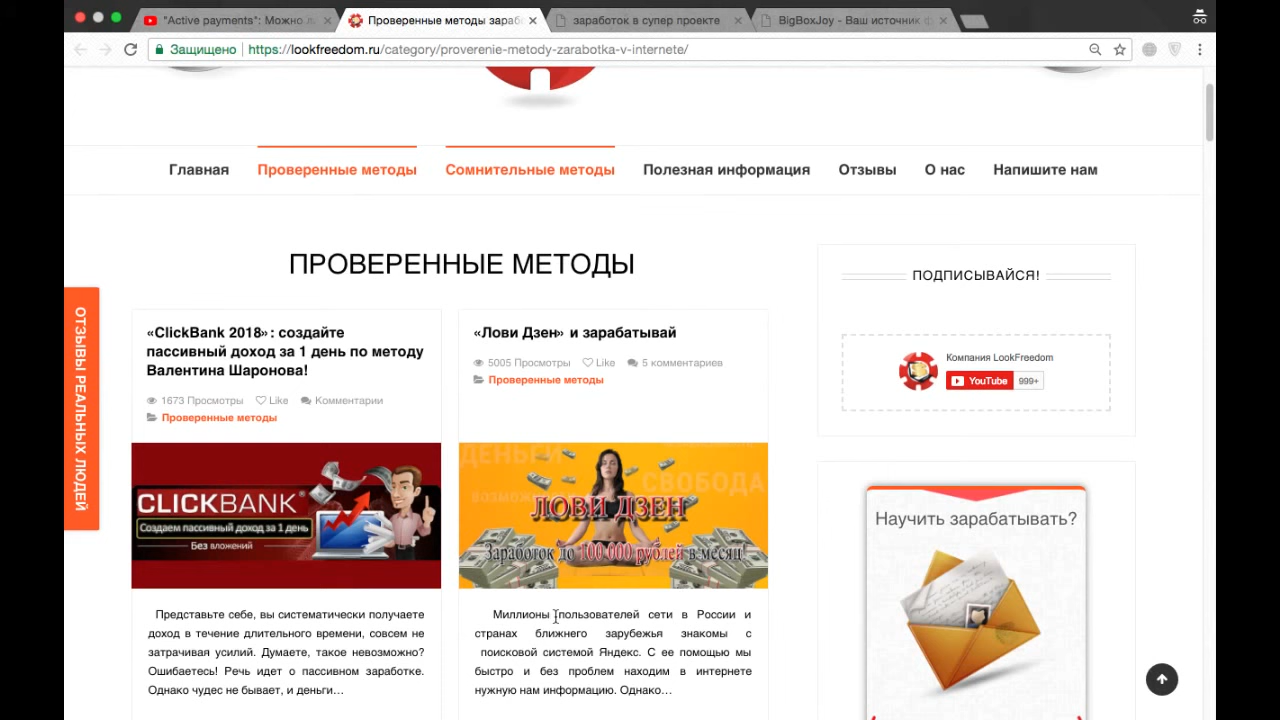 "Active payments": Можно л
Проверенные методы зараб
заработок в супер проекте
BigBoxJoy - Ваш источник ф
Защищено https://lookfreedom.ru/category/proverenie-metody-zarabotka-v-internete/
Главная Проверенные методы Сомнительные методы Полезная информация Отзывы О нас Напишите нам
ОТЗЫВЫ РЕАЛЬНЫХ ЛЮДЕЙ
ПРОВЕРЕННЫЕ МЕТОДЫ
«ClickBank 2018»: создайте
пассивный доход за 1 день по методу
Валентина Шаронова!
1673 Просмотры Like Комментарии
Проверенные методы
CLICKBANK®
Создаем пассивный доход за 1 день
Без вложений
Представьте себе, вы систематически получаете
доход в течение длительного времени, совсем не
затрачивая усилий. Думаете, такое невозможно?
Ошибаетесь! Речь идет о пассивном заработке.
Однако чудес не бывает, и деньги…
«Лови Дзен» и зарабатывай
5005 Просмотры Like 5 комментариев
Проверенные методы
ДЕНЬГИ
СВОБОДА
ЛОВИ ДЗЕН
Заработок до 100 000 рублей в месяц!
Миллионы пользователей сети в России и
странах ближнего зарубежья знакомы с
поисковой системой Яндекс. С ее помощью мы
быстро и без проблем находим в интернете
нужную нам информацию. Однако…
ПОДПИСЫВАЙСЯ!
Компания LookFreedom
YouTube 999+
Научить зарабатывать?